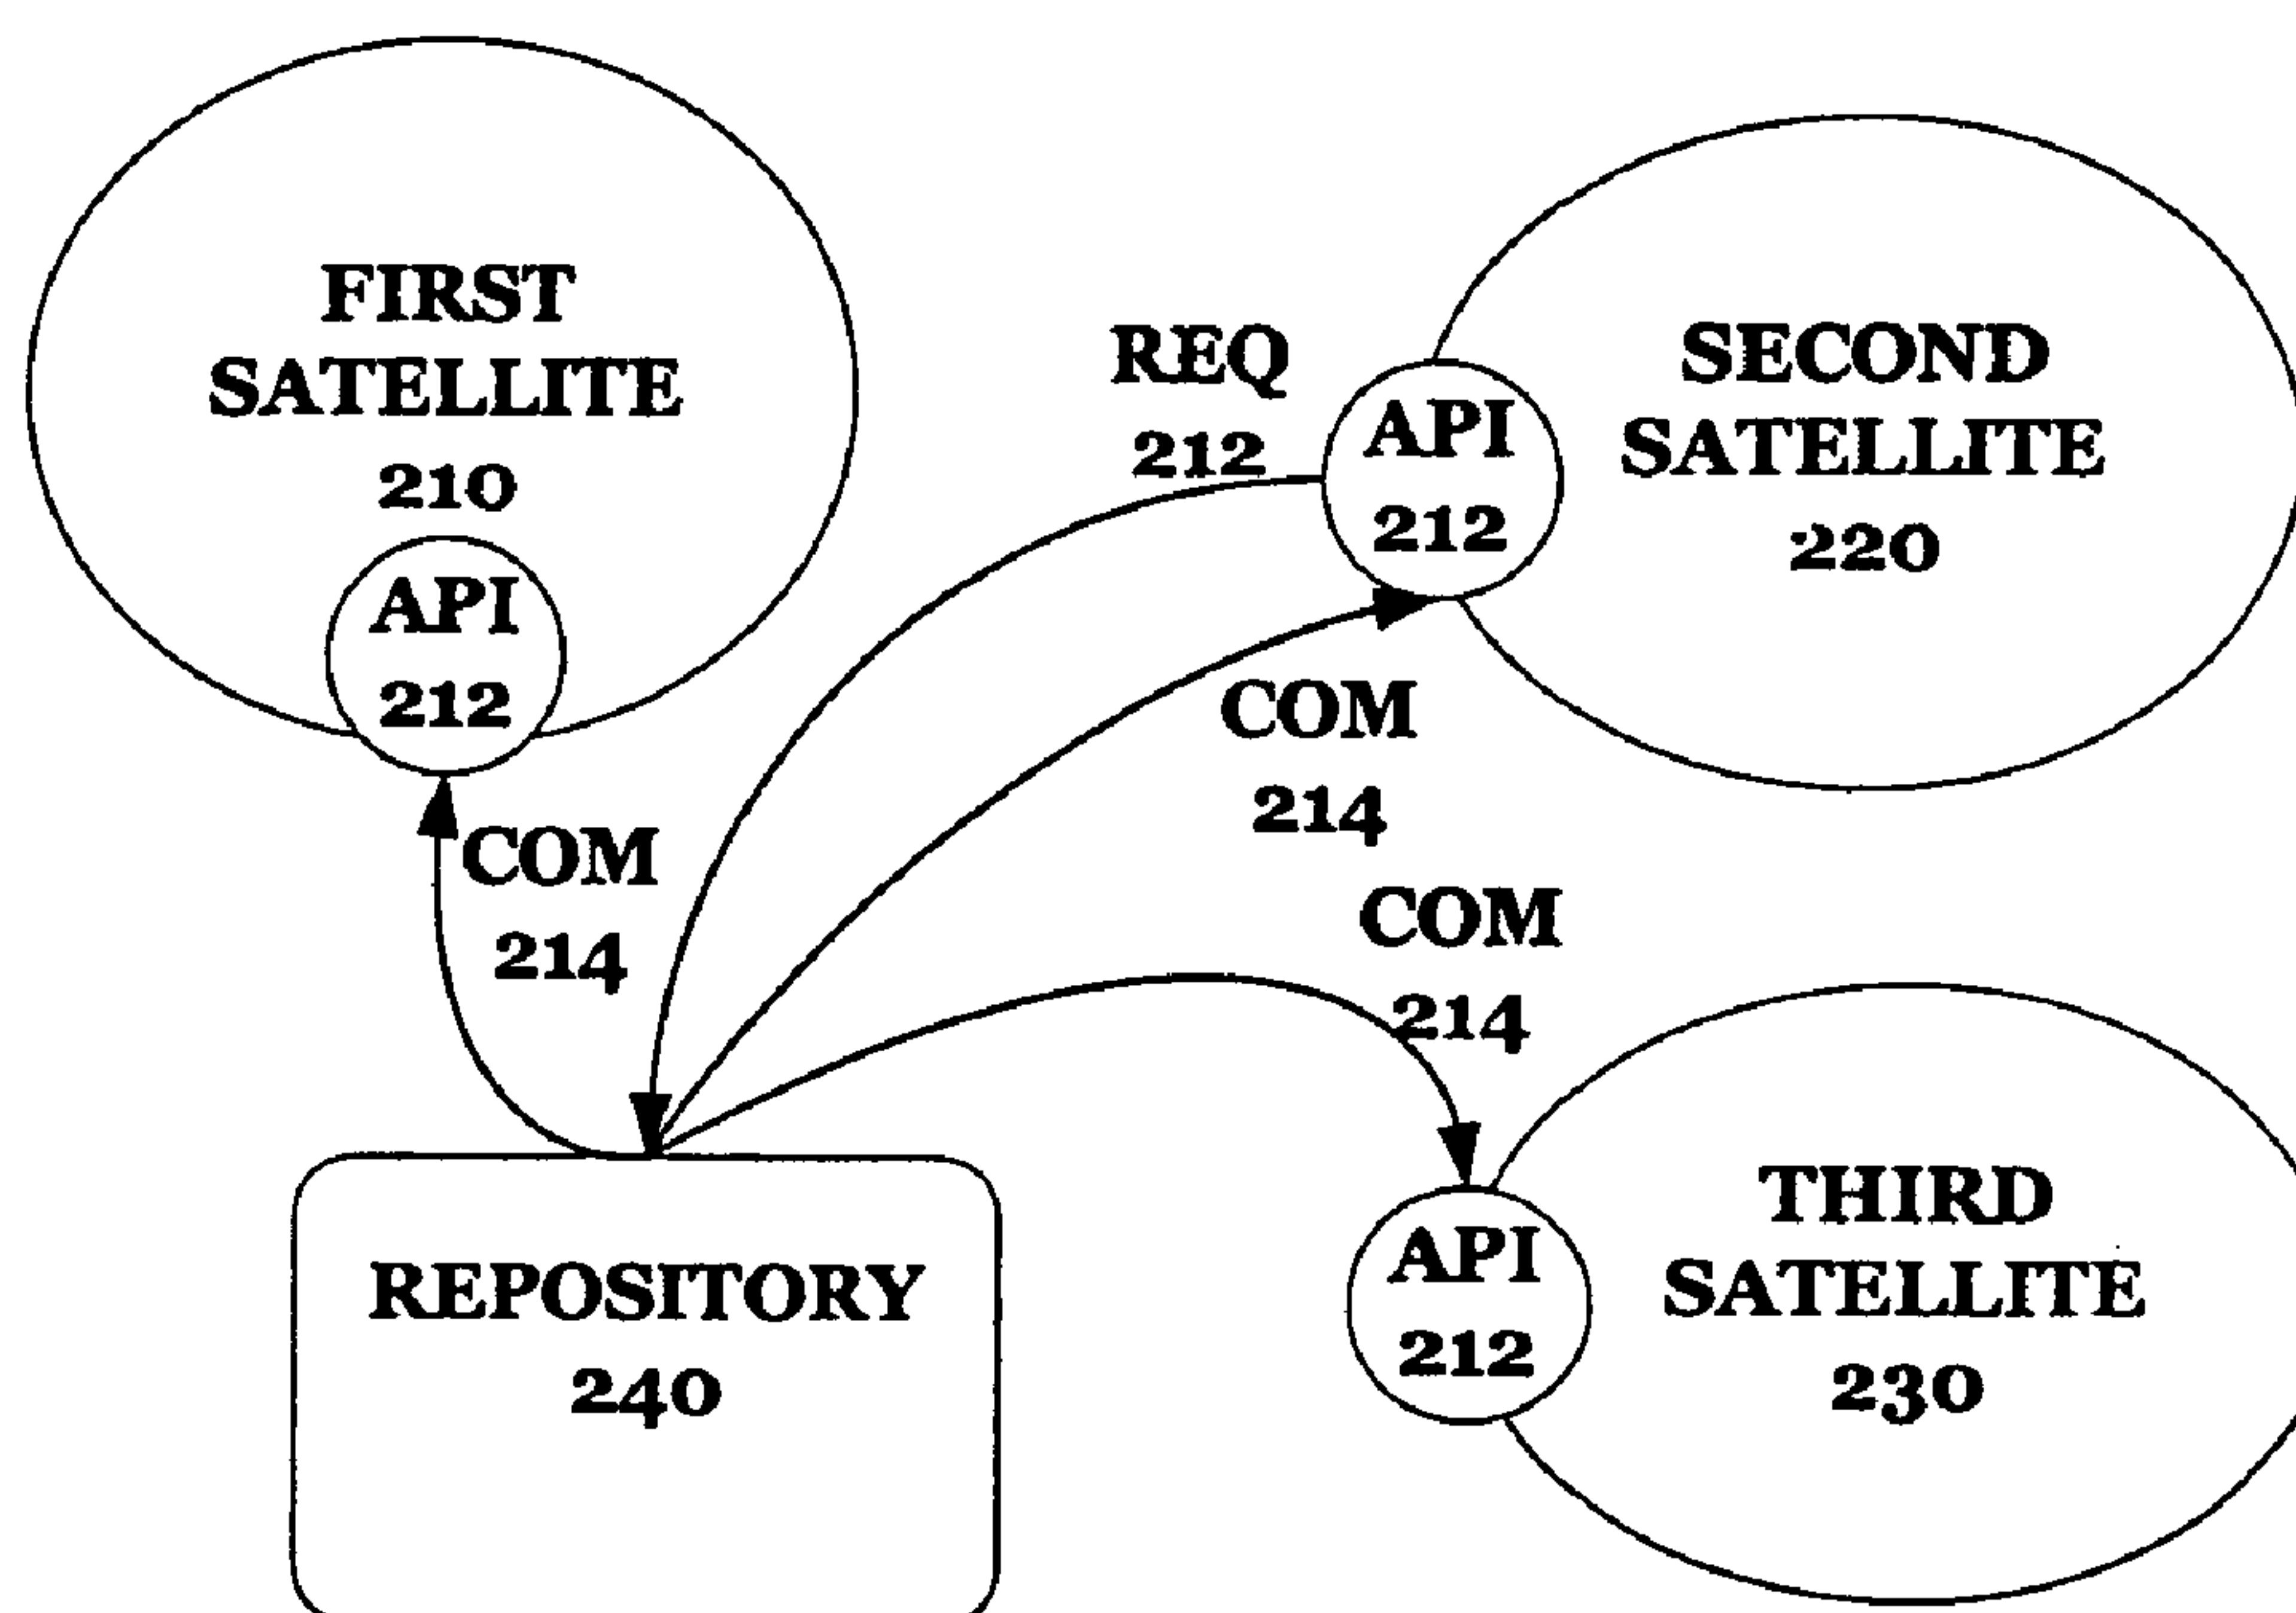 FIRST
SATELLITE
210
API
212
REQ
212
API
212
SECOND
SATELLITE
220
COM
214
COM
214
COM
214
REPOSITORY
240
API
212
THIRD
SATELLITE
230